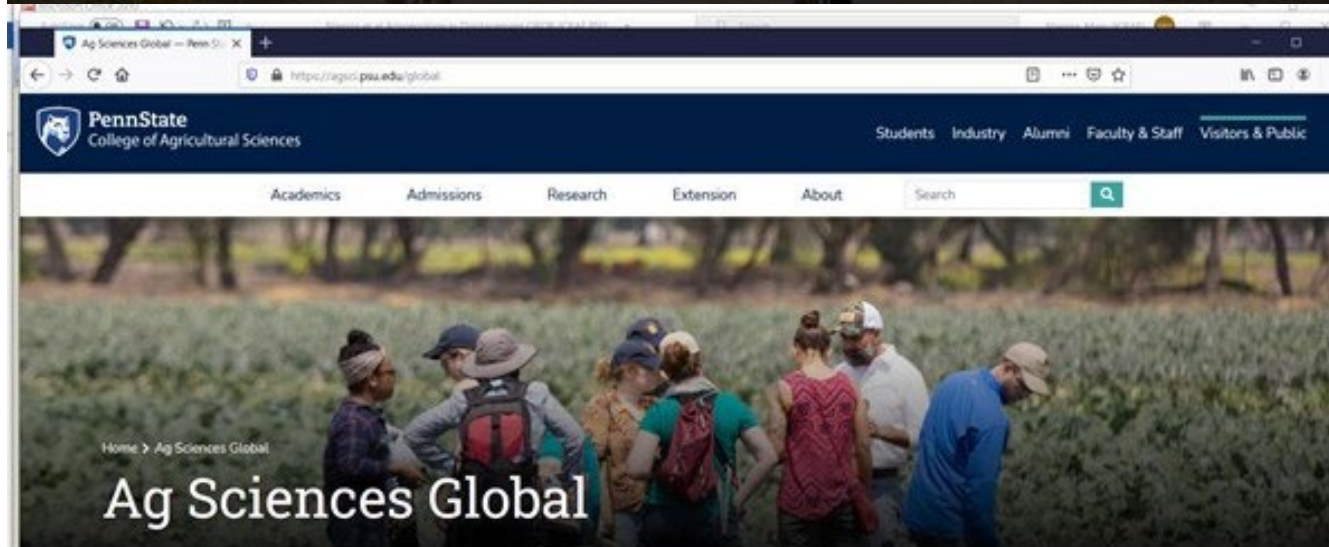 Ag Sciences Global — Penn St
https://agsci.psu.edu/global
PennState
College of Agricultural Sciences
Students Industry Alumni Faculty & Staff Visitors & Public
Academics Admissions Research Extension About Search
Home > Ag Sciences Global
Ag Sciences Global